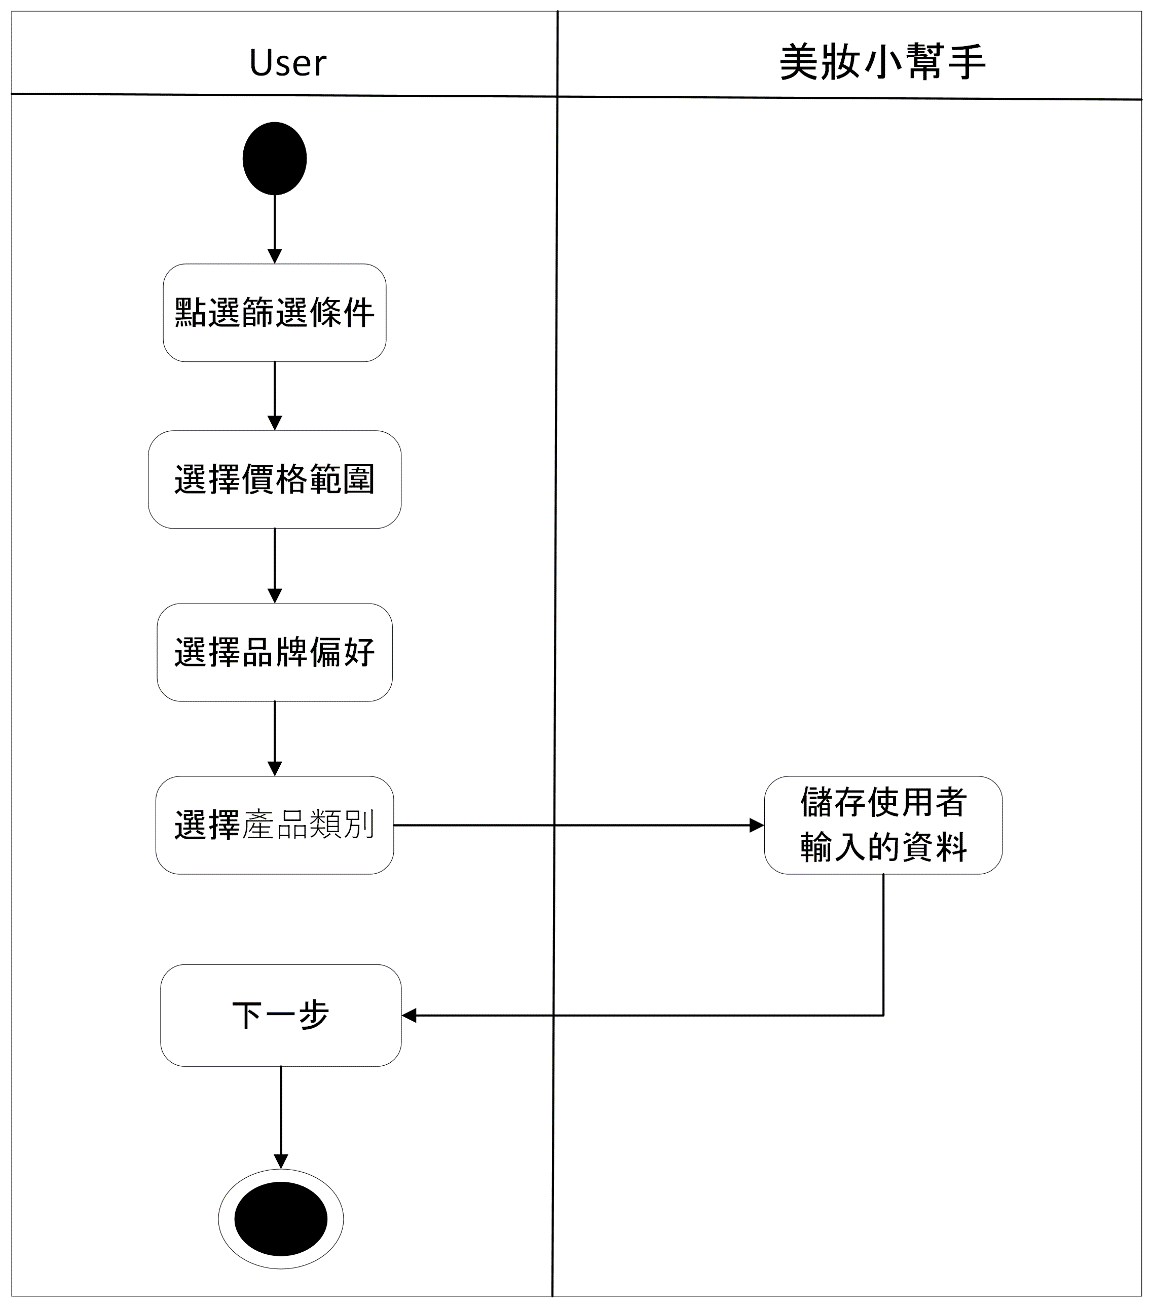 User
美妝小幫手
點選篩選條件
選擇價格範圍
選擇品牌偏好
選擇產品類別
儲存使用者
輸入的資料
下一步